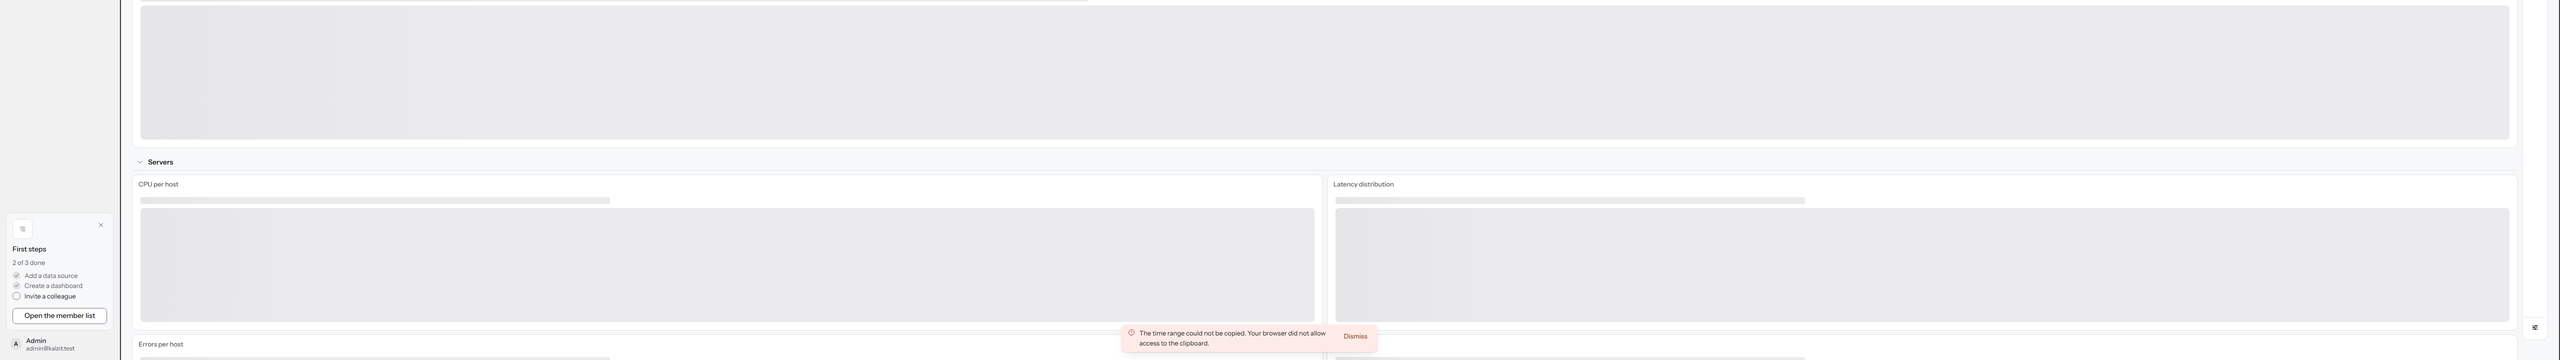 Servers
CPU per host
Latency distribution
First steps
2 of 3 done
Add a data source
Create a dashboard
Invite a colleague
Open the member list
A
Admin
admin@kalzit.test
Errors per host
The time range could not be copied. Your browser did not allow
access to the clipboard.
Dismiss